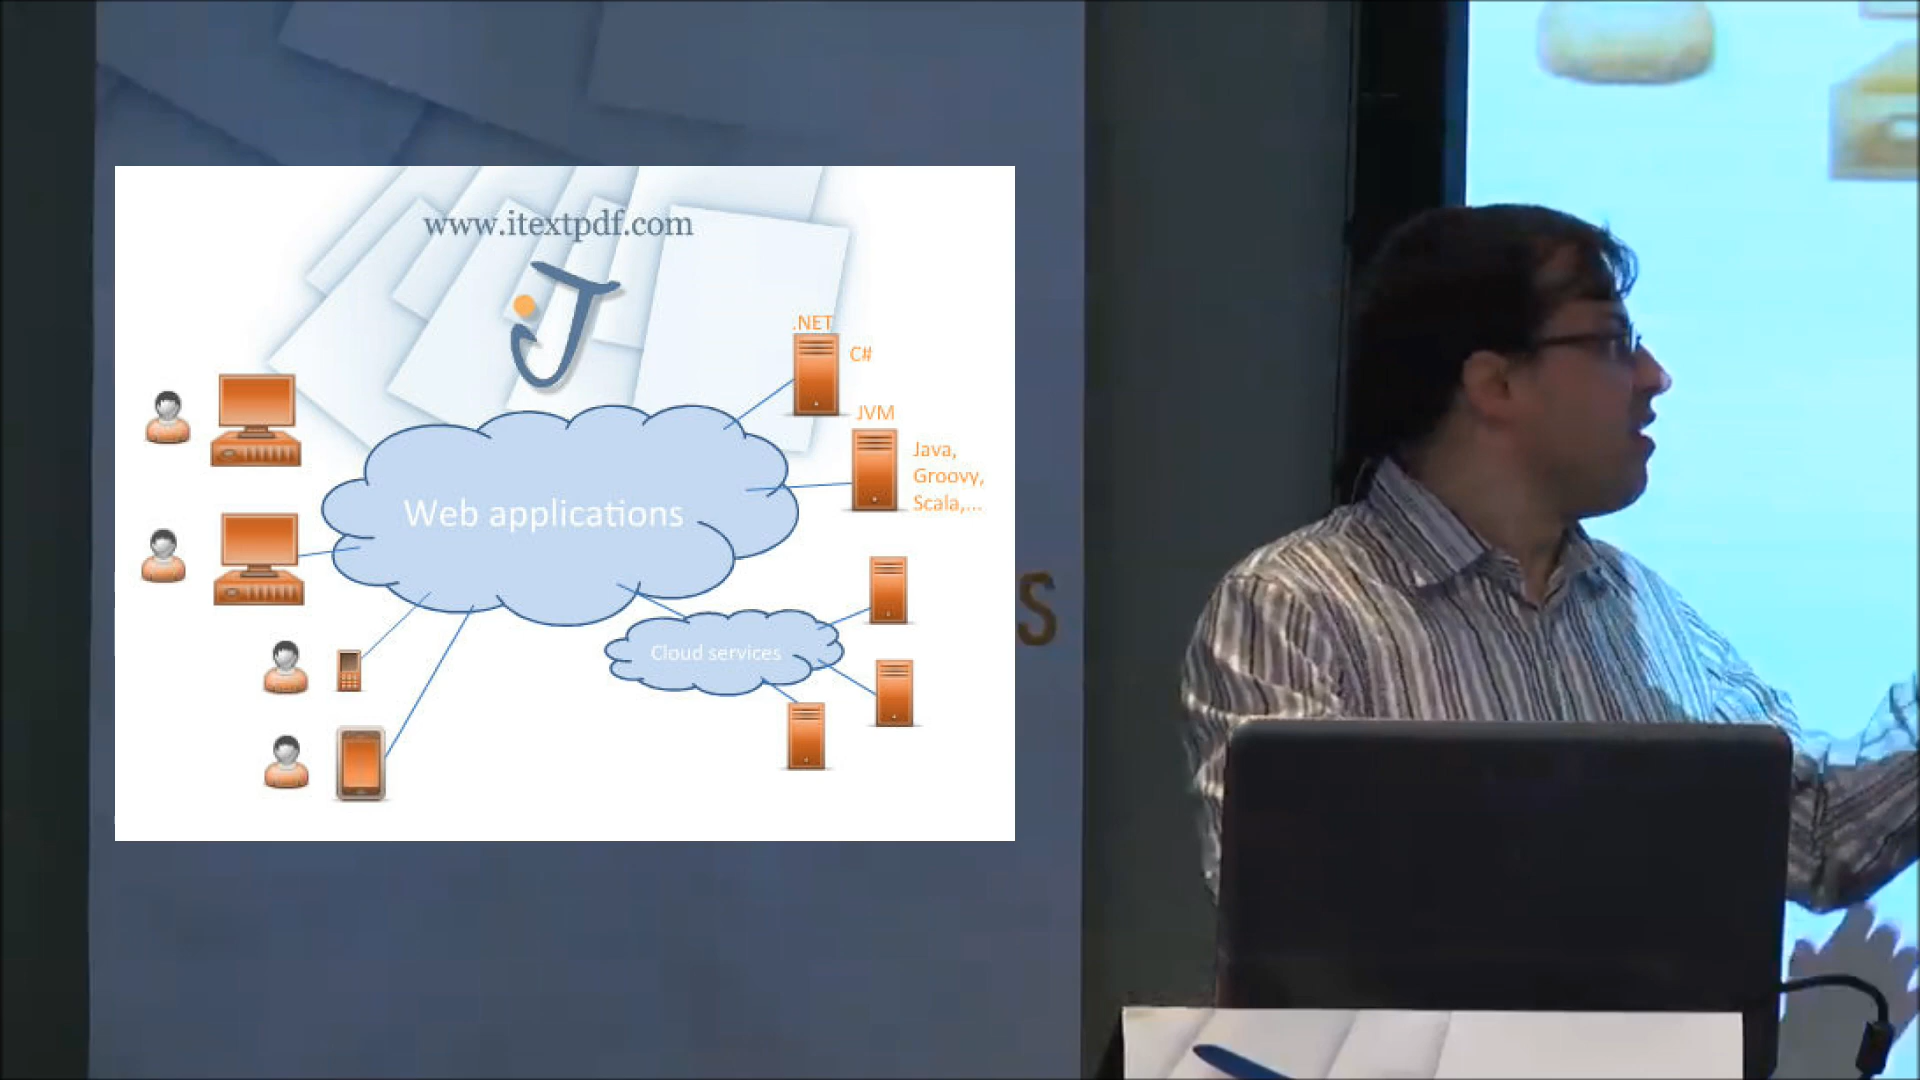 www.itextpdf.com
.NET
C#
JVM
Java,
Groovy,
Scala,...
Web applications
Cloud services
S